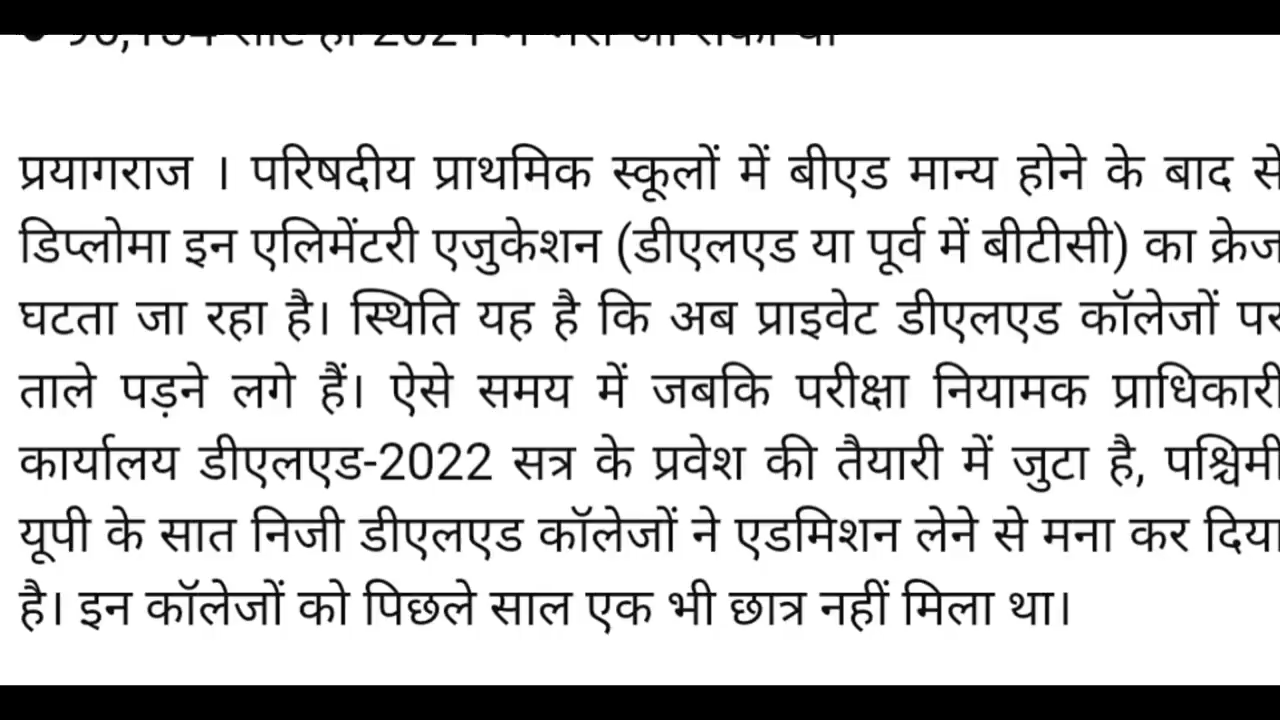 प्रयागराज । परिषदीय प्राथमिक स्कूलों में बीएड मान्य होने के बाद से
डिप्लोमा इन एलिमेंटरी एजुकेशन (डीएलएड या पूर्व में बीटीसी) का क्रेज
घटता जा रहा है। स्थिति यह है कि अब प्राइवेट डीएलएड कॉलेजों पर
ताले पड़ने लगे हैं। ऐसे समय में जबकि परीक्षा नियामक प्राधिकारी
कार्यालय डीएलएड-2022 सत्र के प्रवेश की तैयारी में जुटा है, पश्चिमी
यूपी के सात निजी डीएलएड कॉलेजों ने एडमिशन लेने से मना कर दिया
है। इन कॉलेजों को पिछले साल एक भी छात्र नहीं मिला था।